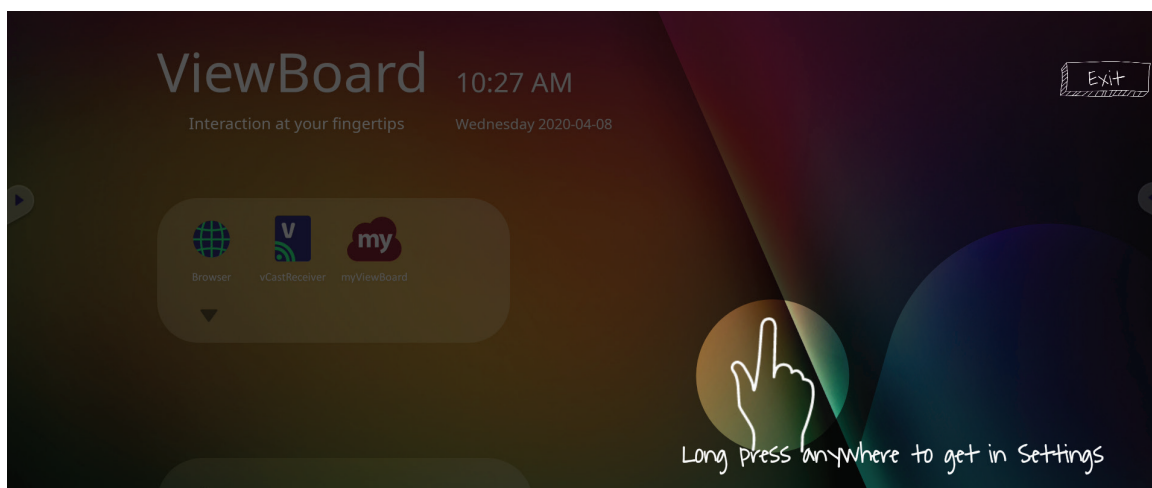 ViewBoard 10:27 AM
Exit
Interaction at your fingertips Wednesday 2020-04-08
V
my
Browser vCastReceiver myViewBoard
Long press anywhere to get in Settings